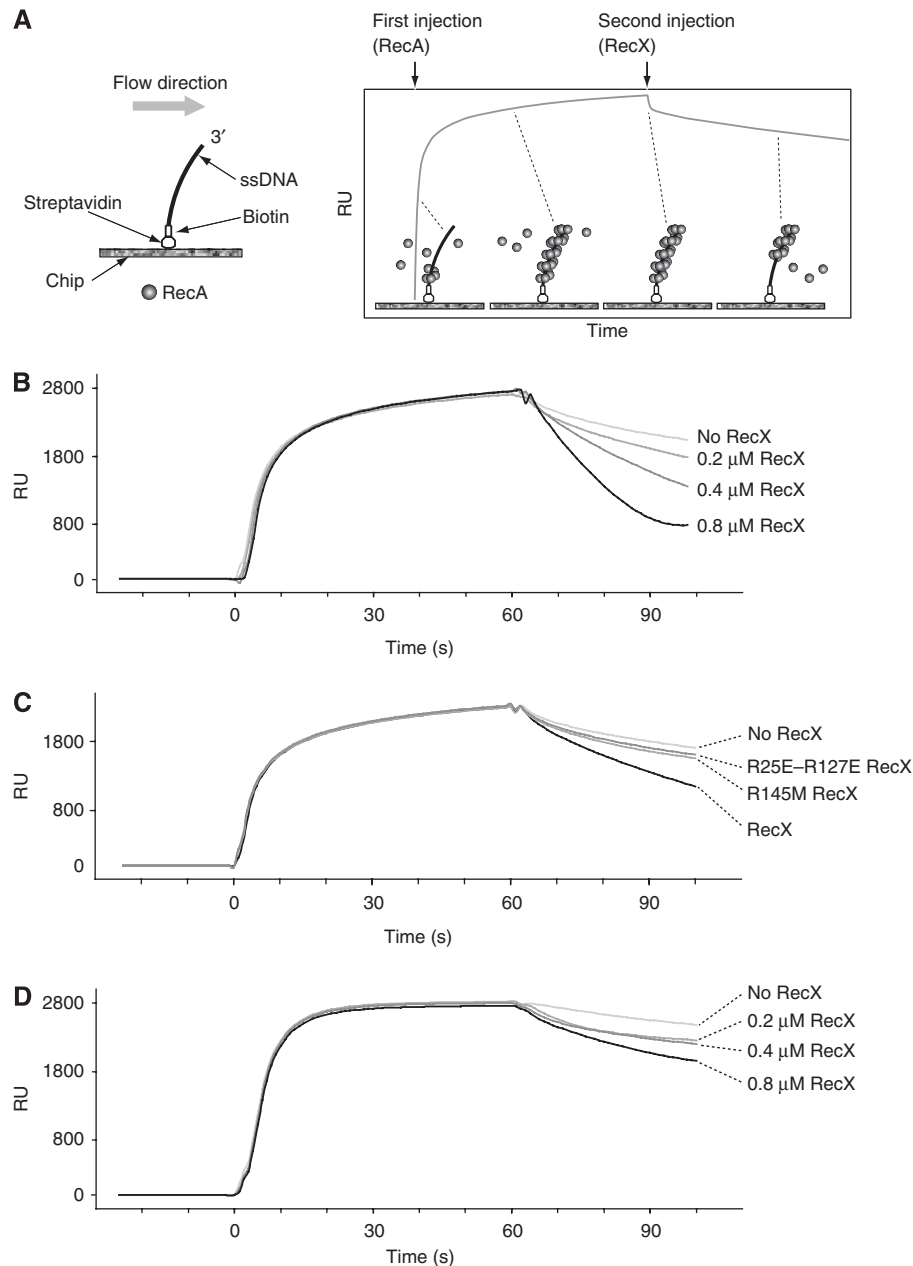 A
Flow direction
3′
ssDNA
Streptavidin
Biotin
Chip
RecA
First injection
(RecA)
Second injection
(RecX)
RU
Time
B
2800
1800
800
0
RU
0
30
60
90
Time (s)
No RecX
0.2 μM RecX
0.4 μM RecX
0.8 μM RecX
C
1800
800
0
RU
0
30
60
90
Time (s)
No RecX
R25E–R127E RecX
R145M RecX
RecX
D
2800
1800
800
0
RU
0
30
60
90
Time (s)
No RecX
0.2 μM RecX
0.4 μM RecX
0.8 μM RecX